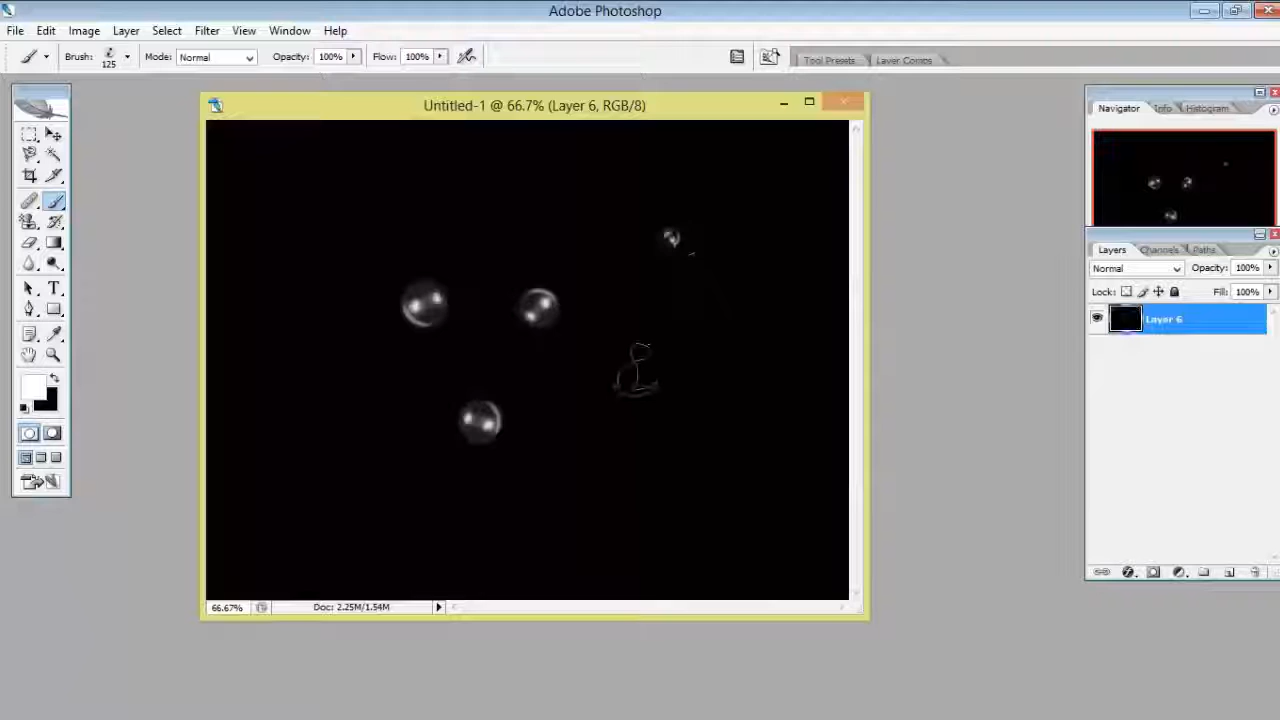 Adobe Photoshop
File Edit Image Layer Select Filter View Window Help
Brush: 125 Mode: Normal Opacity: 100% Flow: 100% Tool Presets Layer Comps
Untitled-1 @ 66.7% (Layer 6, RGB/8)
Navigator Info Histogram
Layers Channels Paths
Normal Opacity: 100%
Lock: Fill: 100%
Layer 6
66.67% Doc: 2.25M/1.54M